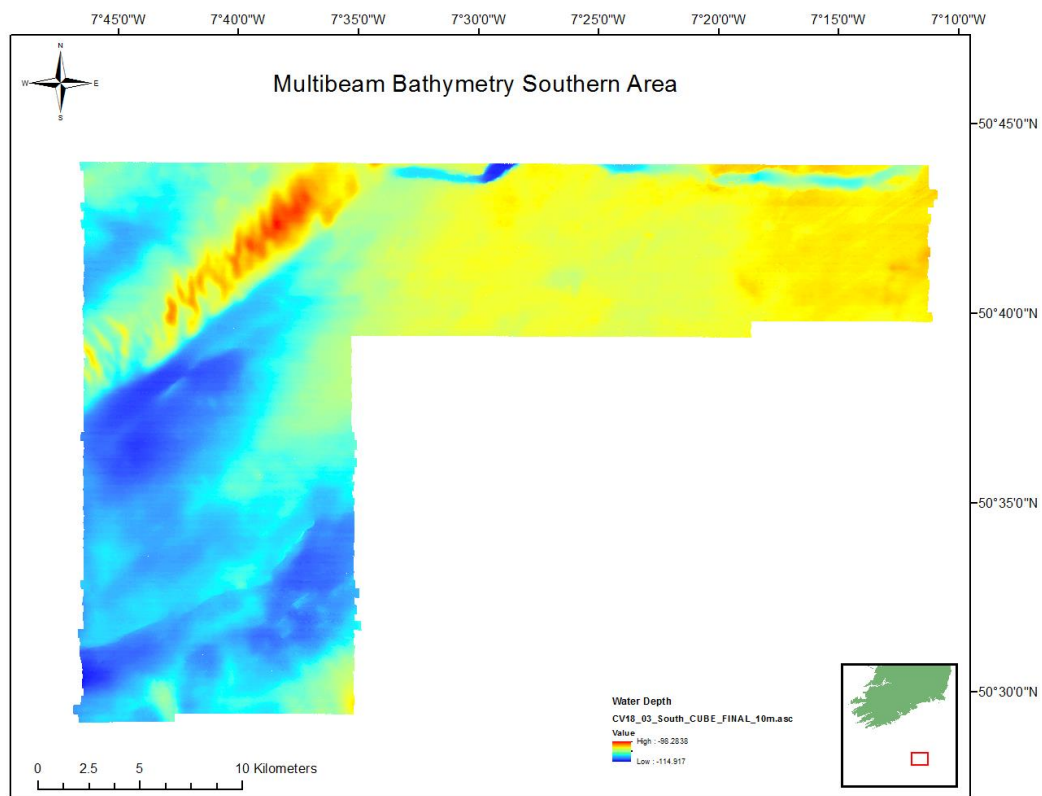 7°45'0"W 7°40'0"W 7°35'0"W 7°30'0"W 7°25'0"W 7°20'0"W 7°15'0"W 7°10'0"W
N
W E
S
Multibeam Bathymetry Southern Area
50°45'0"N
50°40'0"N
50°35'0"N
50°30'0"N
Water Depth
CV18_03_South_CUBE_FINAL_10m.asc
Value
High : -98.2838
Low : -114.917
0 2.5 5 10 Kilometers